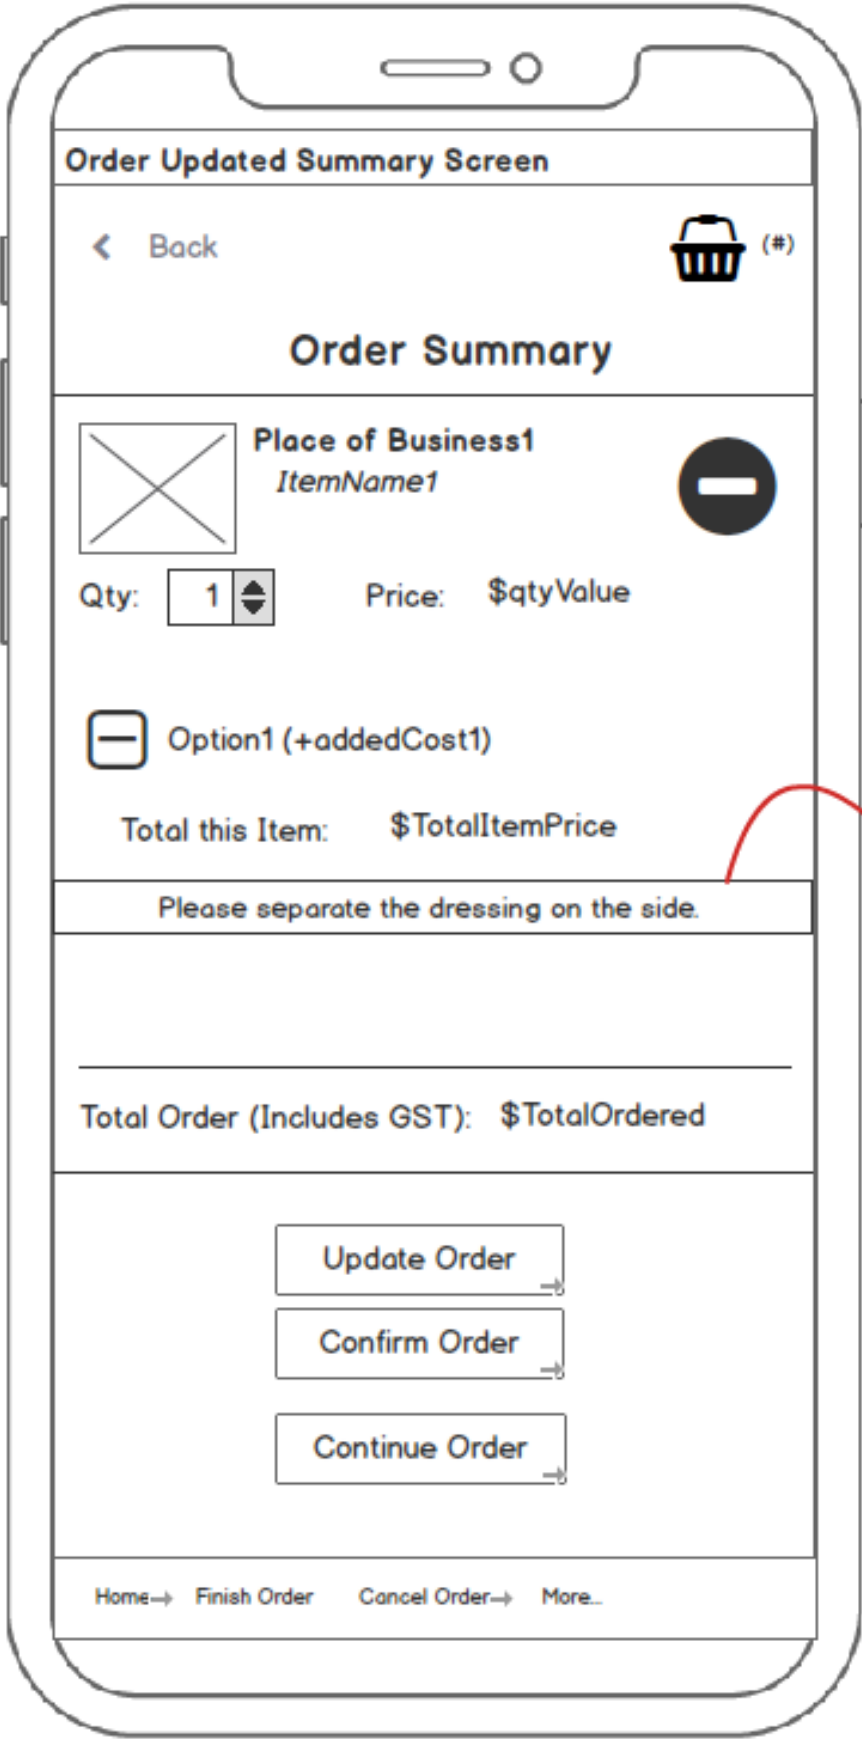 Order Updated Summary Screen
Back (#)
Order Summary
Place of Business1
ItemName1
Qty: 1 Price: $qtyValue
Option1 (+addedCost1)
Total this Item: $TotalItemPrice
Please separate the dressing on the side.
Total Order (Includes GST): $TotalOrdered
Update Order
Confirm Order
Continue Order
Home Finish Order Cancel Order More...